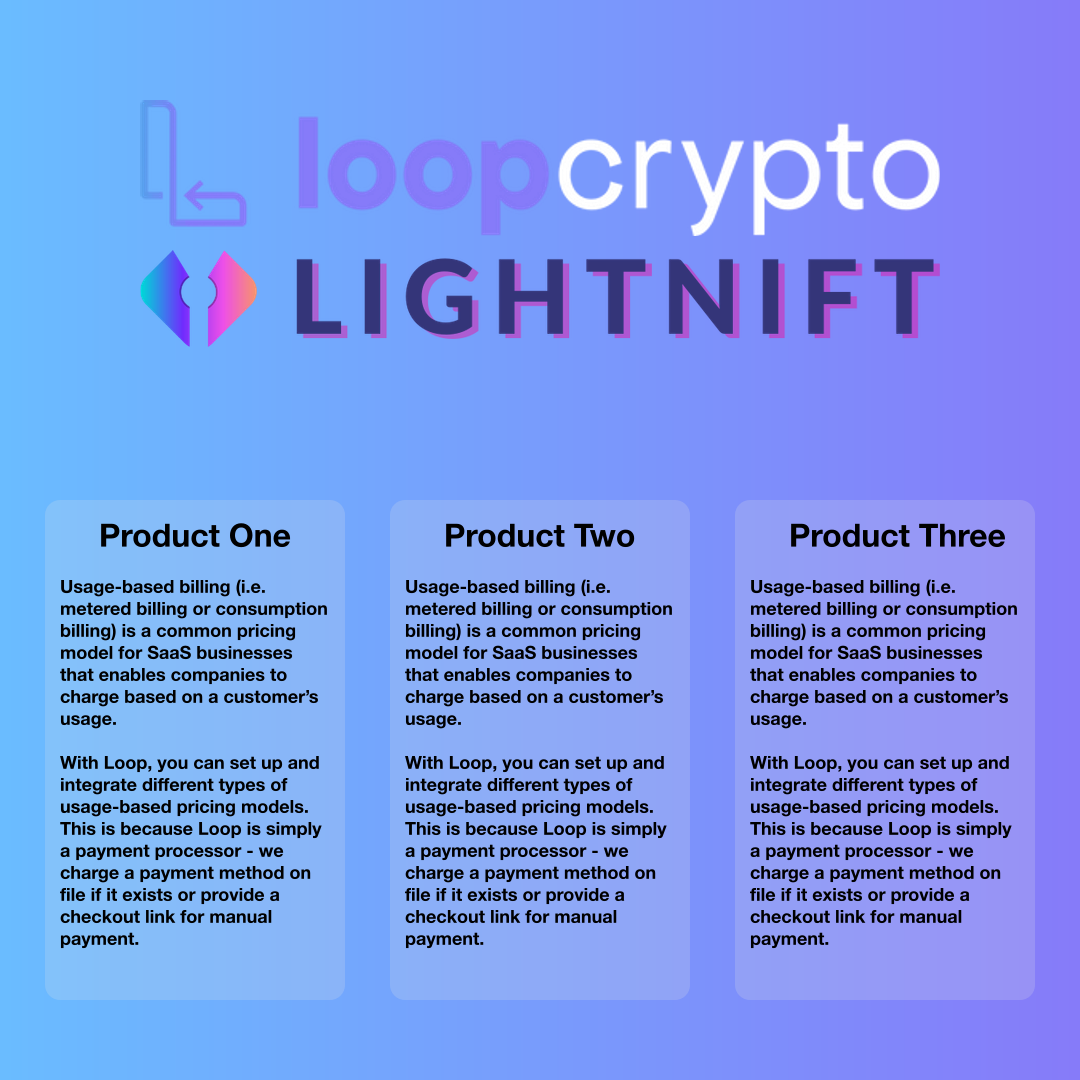 loopcrypto
LIGHTNIFT
Product One
Usage-based billing (i.e.
metered billing or consumption
billing) is a common pricing
model for SaaS businesses
that enables companies to
charge based on a customer’s
usage.
With Loop, you can set up and
integrate different types of
usage-based pricing models.
This is because Loop is simply
a payment processor - we
charge a payment method on
file if it exists or provide a
checkout link for manual
payment.
Product Two
Usage-based billing (i.e.
metered billing or consumption
billing) is a common pricing
model for SaaS businesses
that enables companies to
charge based on a customer’s
usage.
With Loop, you can set up and
integrate different types of
usage-based pricing models.
This is because Loop is simply
a payment processor - we
charge a payment method on
file if it exists or provide a
checkout link for manual
payment.
Product Three
Usage-based billing (i.e.
metered billing or consumption
billing) is a common pricing
model for SaaS businesses
that enables companies to
charge based on a customer’s
usage.
With Loop, you can set up and
integrate different types of
usage-based pricing models.
This is because Loop is simply
a payment processor - we
charge a payment method on
file if it exists or provide a
checkout link for manual
payment.